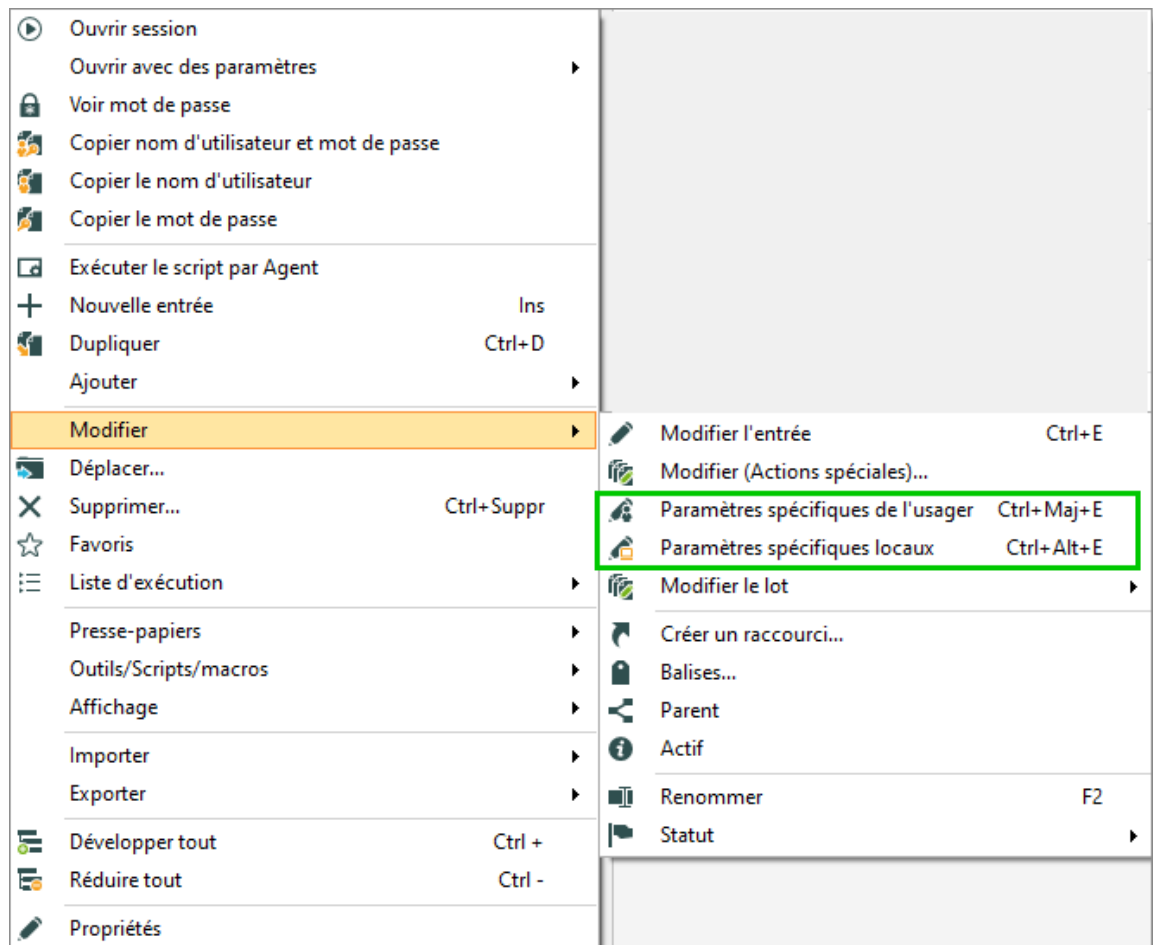 Ouvrir session
Ouvrir avec des paramètres
Voir mot de passe
Copier nom d'utilisateur et mot de passe
Copier le nom d'utilisateur
Copier le mot de passe
Exécuter le script par Agent
Nouvelle entrée Ins
Dupliquer Ctrl+D
Ajouter
Modifier
Déplacer...
Supprimer... Ctrl+Suppr
Favoris
Liste d'exécution
Presse-papiers
Outils/Scripts/macros
Affichage
Importer
Exporter
Développer tout Ctrl +
Réduire tout Ctrl -
Propriétés
Modifier l'entrée Ctrl+E
Modifier (Actions spéciales)...
Paramètres spécifiques de l'usager Ctrl+Maj+E
Paramètres spécifiques locaux Ctrl+Alt+E
Modifier le lot
Créer un raccourci...
Balises...
Parent
Actif
Renommer F2
Statut